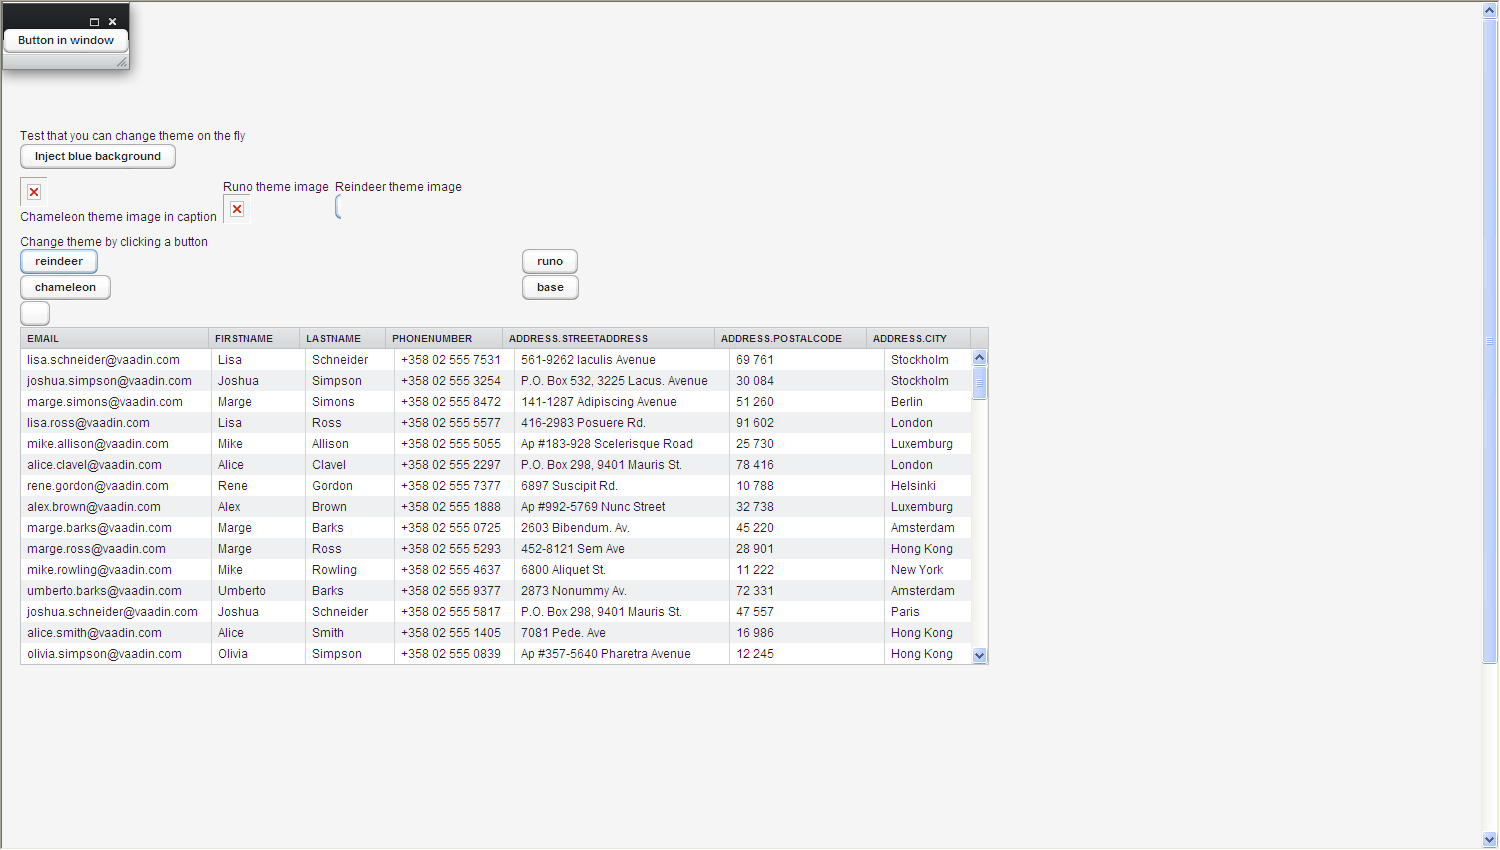 Button in window
Test that you can change theme on the fly
Inject blue background
Chameleon theme image in caption
Runo theme image
Reindeer theme image
Change theme by clicking a button
reindeer runo
chameleon base
EMAIL FIRSTNAME LASTNAME PHONENUMBER ADDRESS.STREETADDRESS ADDRESS.POSTALCODE ADDRESS.CITY
lisa.schneider@vaadin.com Lisa Schneider +358 02 555 7531 561-9262 Iaculis Avenue 69 761 Stockholm
joshua.simpson@vaadin.com Joshua Simpson +358 02 555 3254 P.O. Box 532, 3225 Lacus. Avenue 30 084 Stockholm
marge.simons@vaadin.com Marge Simons +358 02 555 8472 141-1287 Adipiscing Avenue 51 260 Berlin
lisa.ross@vaadin.com Lisa Ross +358 02 555 5577 416-2983 Posuere Rd. 91 602 London
mike.allison@vaadin.com Mike Allison +358 02 555 5055 Ap #183-928 Scelerisque Road 25 730 Luxemburg
alice.clavel@vaadin.com Alice Clavel +358 02 555 2297 P.O. Box 298, 9401 Mauris St. 78 416 London
rene.gordon@vaadin.com Rene Gordon +358 02 555 7377 6897 Suscipit Rd. 10 788 Helsinki
alex.brown@vaadin.com Alex Brown +358 02 555 1888 Ap #992-5769 Nunc Street 32 738 Luxemburg
marge.barks@vaadin.com Marge Barks +358 02 555 0725 2603 Bibendum. Av. 45 220 Amsterdam
marge.ross@vaadin.com Marge Ross +358 02 555 5293 452-8121 Sem Ave 28 901 Hong Kong
mike.rowling@vaadin.com Mike Rowling +358 02 555 4637 6800 Aliquet St. 11 222 New York
umberto.barks@vaadin.com Umberto Barks +358 02 555 9377 2873 Nonummy Av. 72 331 Amsterdam
joshua.schneider@vaadin.com Joshua Schneider +358 02 555 5817 P.O. Box 298, 9401 Mauris St. 47 557 Paris
alice.smith@vaadin.com Alice Smith +358 02 555 1405 7081 Pede. Ave 16 986 Hong Kong
olivia.simpson@vaadin.com Olivia Simpson +358 02 555 0839 Ap #357-5640 Pharetra Avenue 12 245 Hong Kong